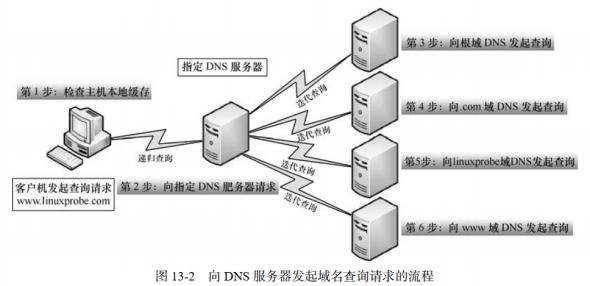 第 3 步：向根域 DNS 发起查询
指定 DNS 服务器
迭代查询
第 1 步：检查主机本地缓存
第 4 步：向.com 域 DNS 发起查询
迭代查询
递归查询
第5步：向linuxprobe域DNS发起查询
迭代查询
客户机发起查询请求
www.linuxprobe.com
第 2 步：向指定 DNS 肥务器请求
迭代查询
第 6 步：向 www 域 DNS 发起查询
图 13-2 向 DNS 服务器发起域名查询请求的流程